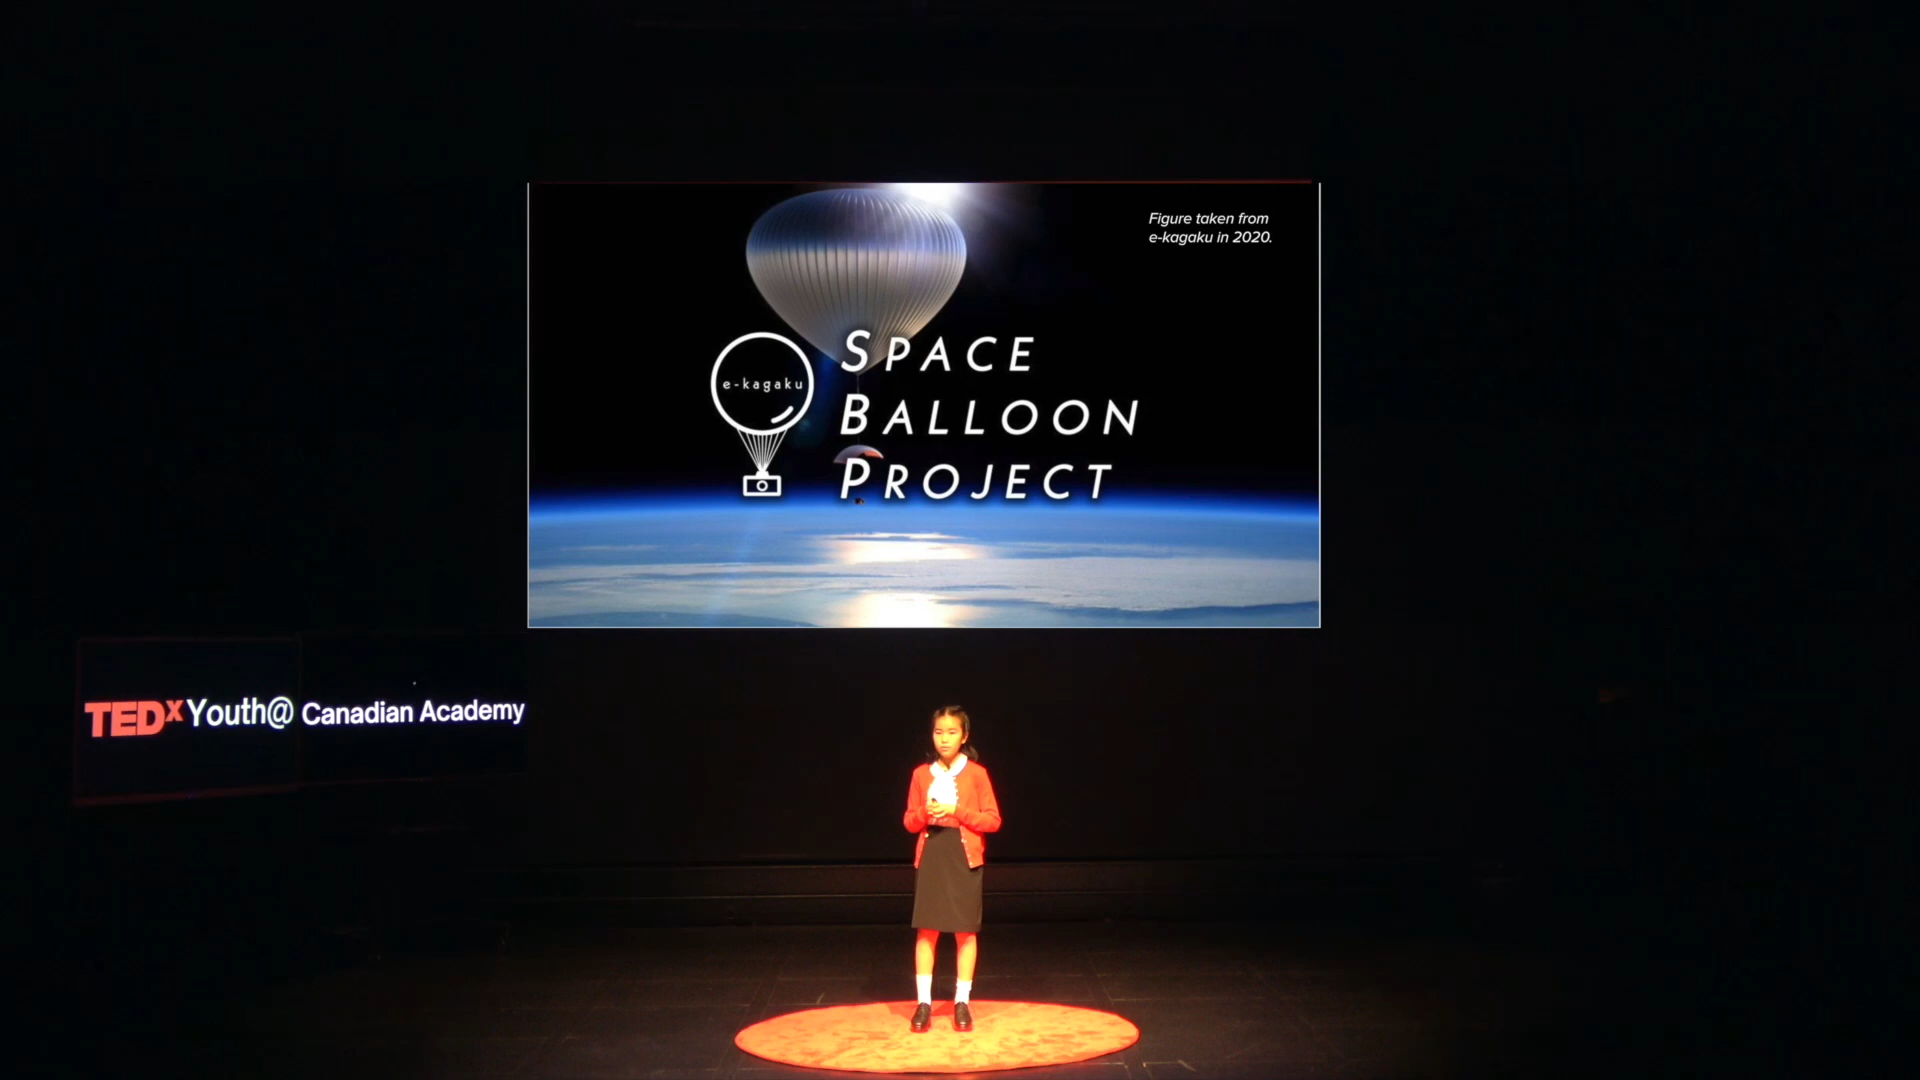 Figure taken from
e-kagaku in 2020.
e-kagaku
SPACE
BALLOON
PROJECT
TEDxYouth@ Canadian Academy